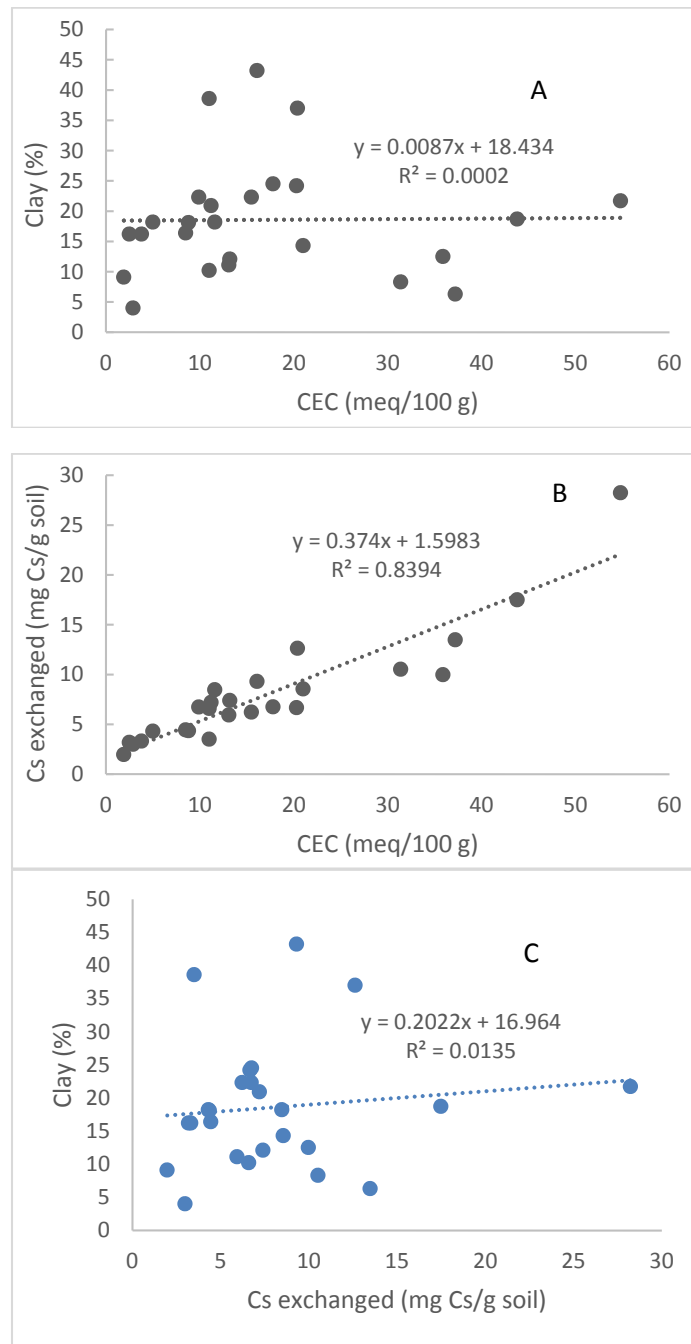 50
45
40
35
30
25
20
15
10
5
0
Clay (%)
A
y = 0.0087x + 18.434
R² = 0.0002
0 10 20 30 40 50 60
CEC (meq/100 g)
30
25
20
15
10
5
0
Cs exchanged (mg Cs/g soil)
B
y = 0.374x + 1.5983
R² = 0.8394
0 10 20 30 40 50 60
CEC (meq/100 g)
50
45
40
35
30
25
20
15
10
5
0
Clay (%)
C
y = 0.2022x + 16.964
R² = 0.0135
0 5 10 15 20 25 30
Cs exchanged (mg Cs/g soil)